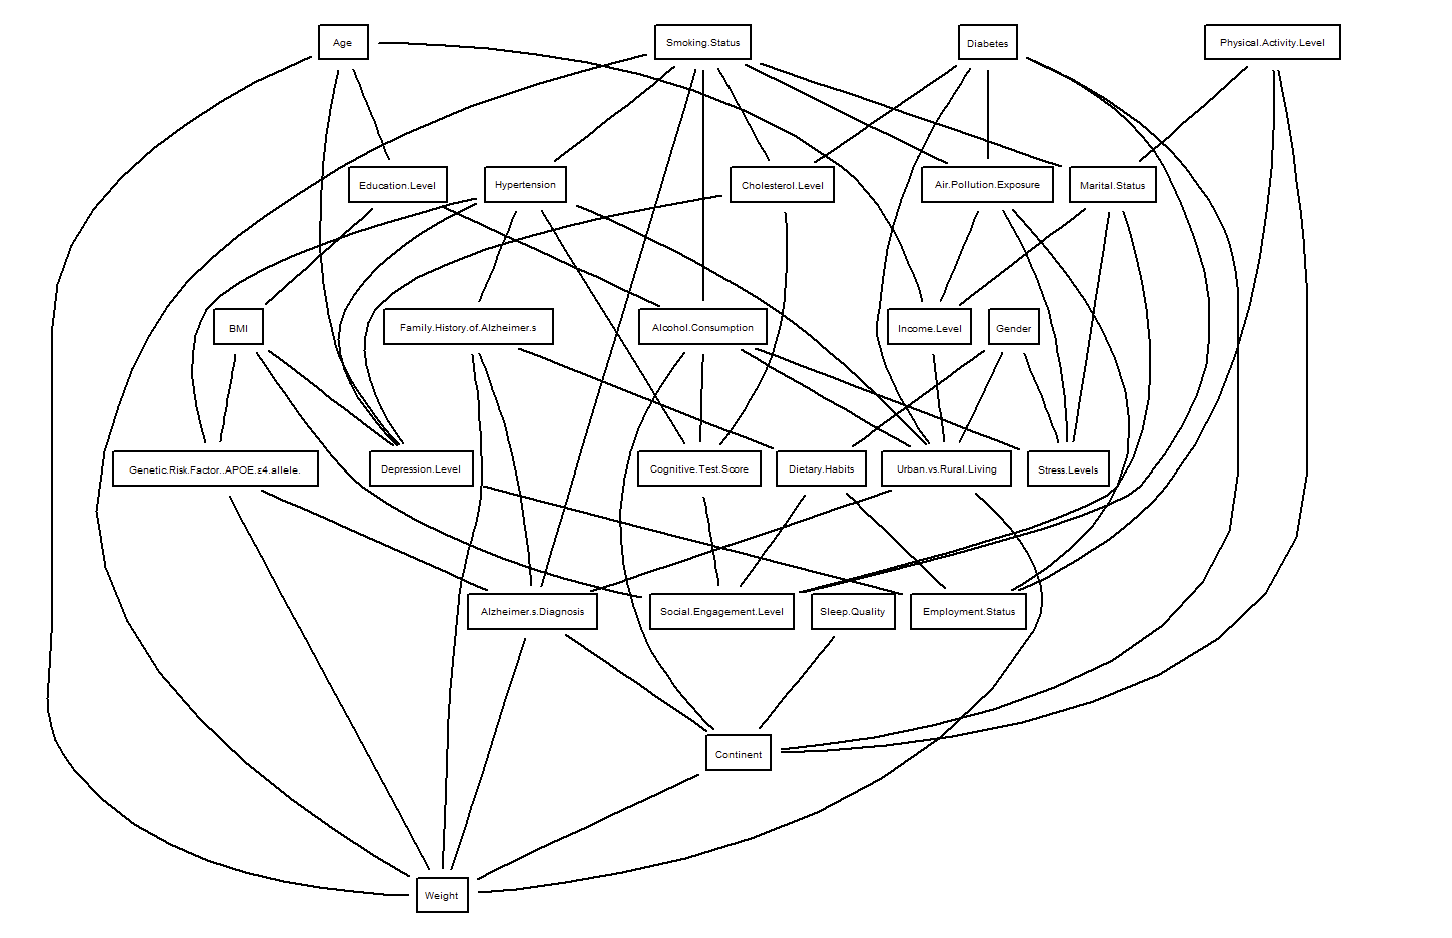 Age
Smoking.Status
Diabetes
Physical.Activity.Level
Education.Level
Hypertension
Cholesterol.Level
Air.Pollution.Exposure
Marital.Status
BMI
Family.History.of.Alzheimer.s
Alcohol.Consumption
Income.Level
Gender
Genetic.Risk.Factor..APOE.ε4.allele.
Depression.Level
Cognitive.Test.Score
Dietary.Habits
Urban.vs.Rural.Living
Stress.Levels
Alzheimer.s.Diagnosis
Social.Engagement.Level
Sleep.Quality
Employment.Status
Continent
Weight